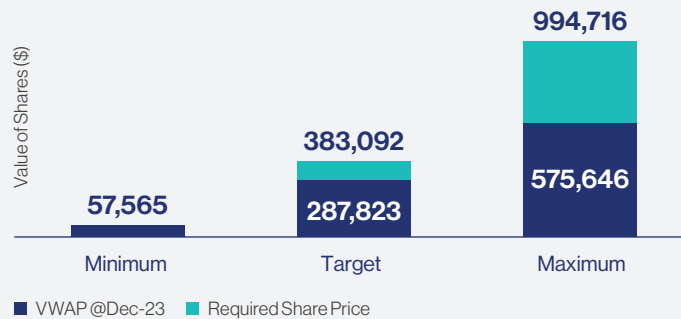 994,716
Value of Shares ($)
383,092
575,646
57,565
287,823
Minimum Target Maximum
VWAP @Dec-23 Required Share Price